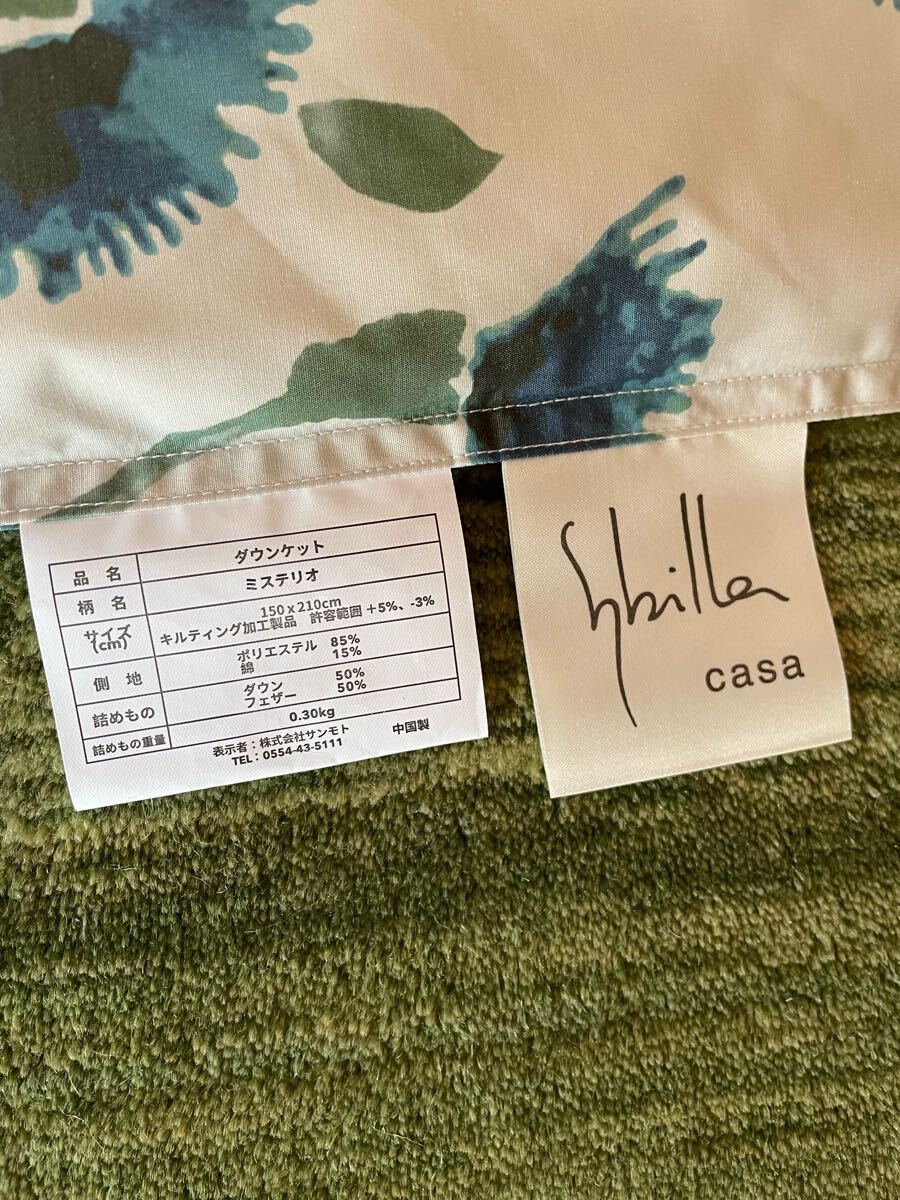 品 名 ダウンケット
柄 名 ミステリオ
サイズ(cm) 150x210cm
キルティング加工製品 許容範囲 +5%、-3%
側 地 ポリエステル 85%
綿 15%
詰めもの ダウン 50%
フェザー 50%
詰めもの重量 0.30kg
表示者：株式会社サンモト 中国製
TEL：0554-43-5111
Sybilla
casa